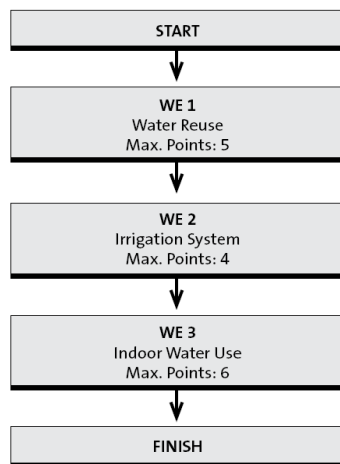 START
WE 1
Water Reuse
Max. Points: 5
WE 2
Irrigation System
Max. Points: 4
WE 3
Indoor Water Use
Max. Points: 6
FINISH